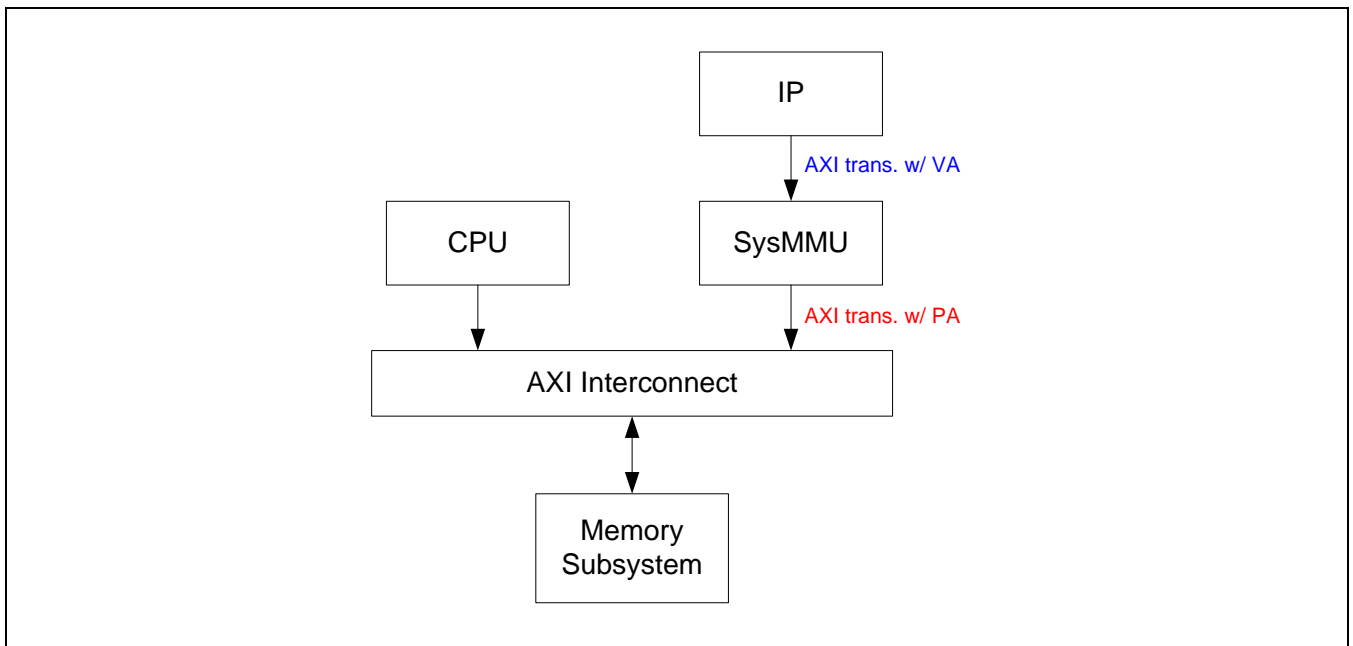 IP
AXI trans. w/ VA
CPU
SysMMU
AXI trans. w/ PA
AXI Interconnect
Memory
Subsystem